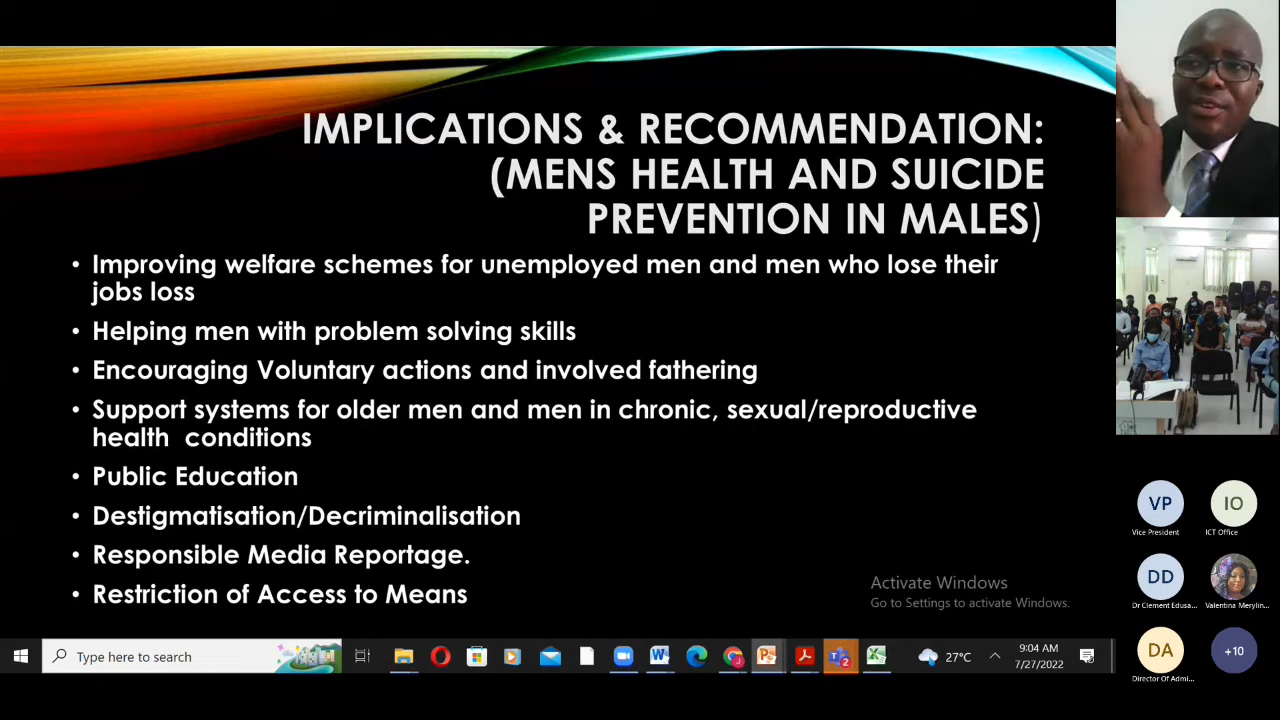 IMPLICATIONS & RECOMMENDATION:
(MENS HEALTH AND SUICIDE
PREVENTION IN MALES)
• Improving welfare schemes for unemployed men and men who lose their
jobs loss
• Helping men with problem solving skills
• Encouraging Voluntary actions and involved fathering
• Support systems for older men and men in chronic, sexual/reproductive
health conditions
• Public Education
• Destigmatisation/Decriminalisation
• Responsible Media Reportage.
• Restriction of Access to Means
Activate Windows
Go to Settings to activate Windows.
Type here to search
27°C
9:04 AM
7/27/2022
VP
Vice President
IO
ICT Office
DD
Dr Clement Edusa...
Valentina Merylin...
DA
Director Of Admi...
+10